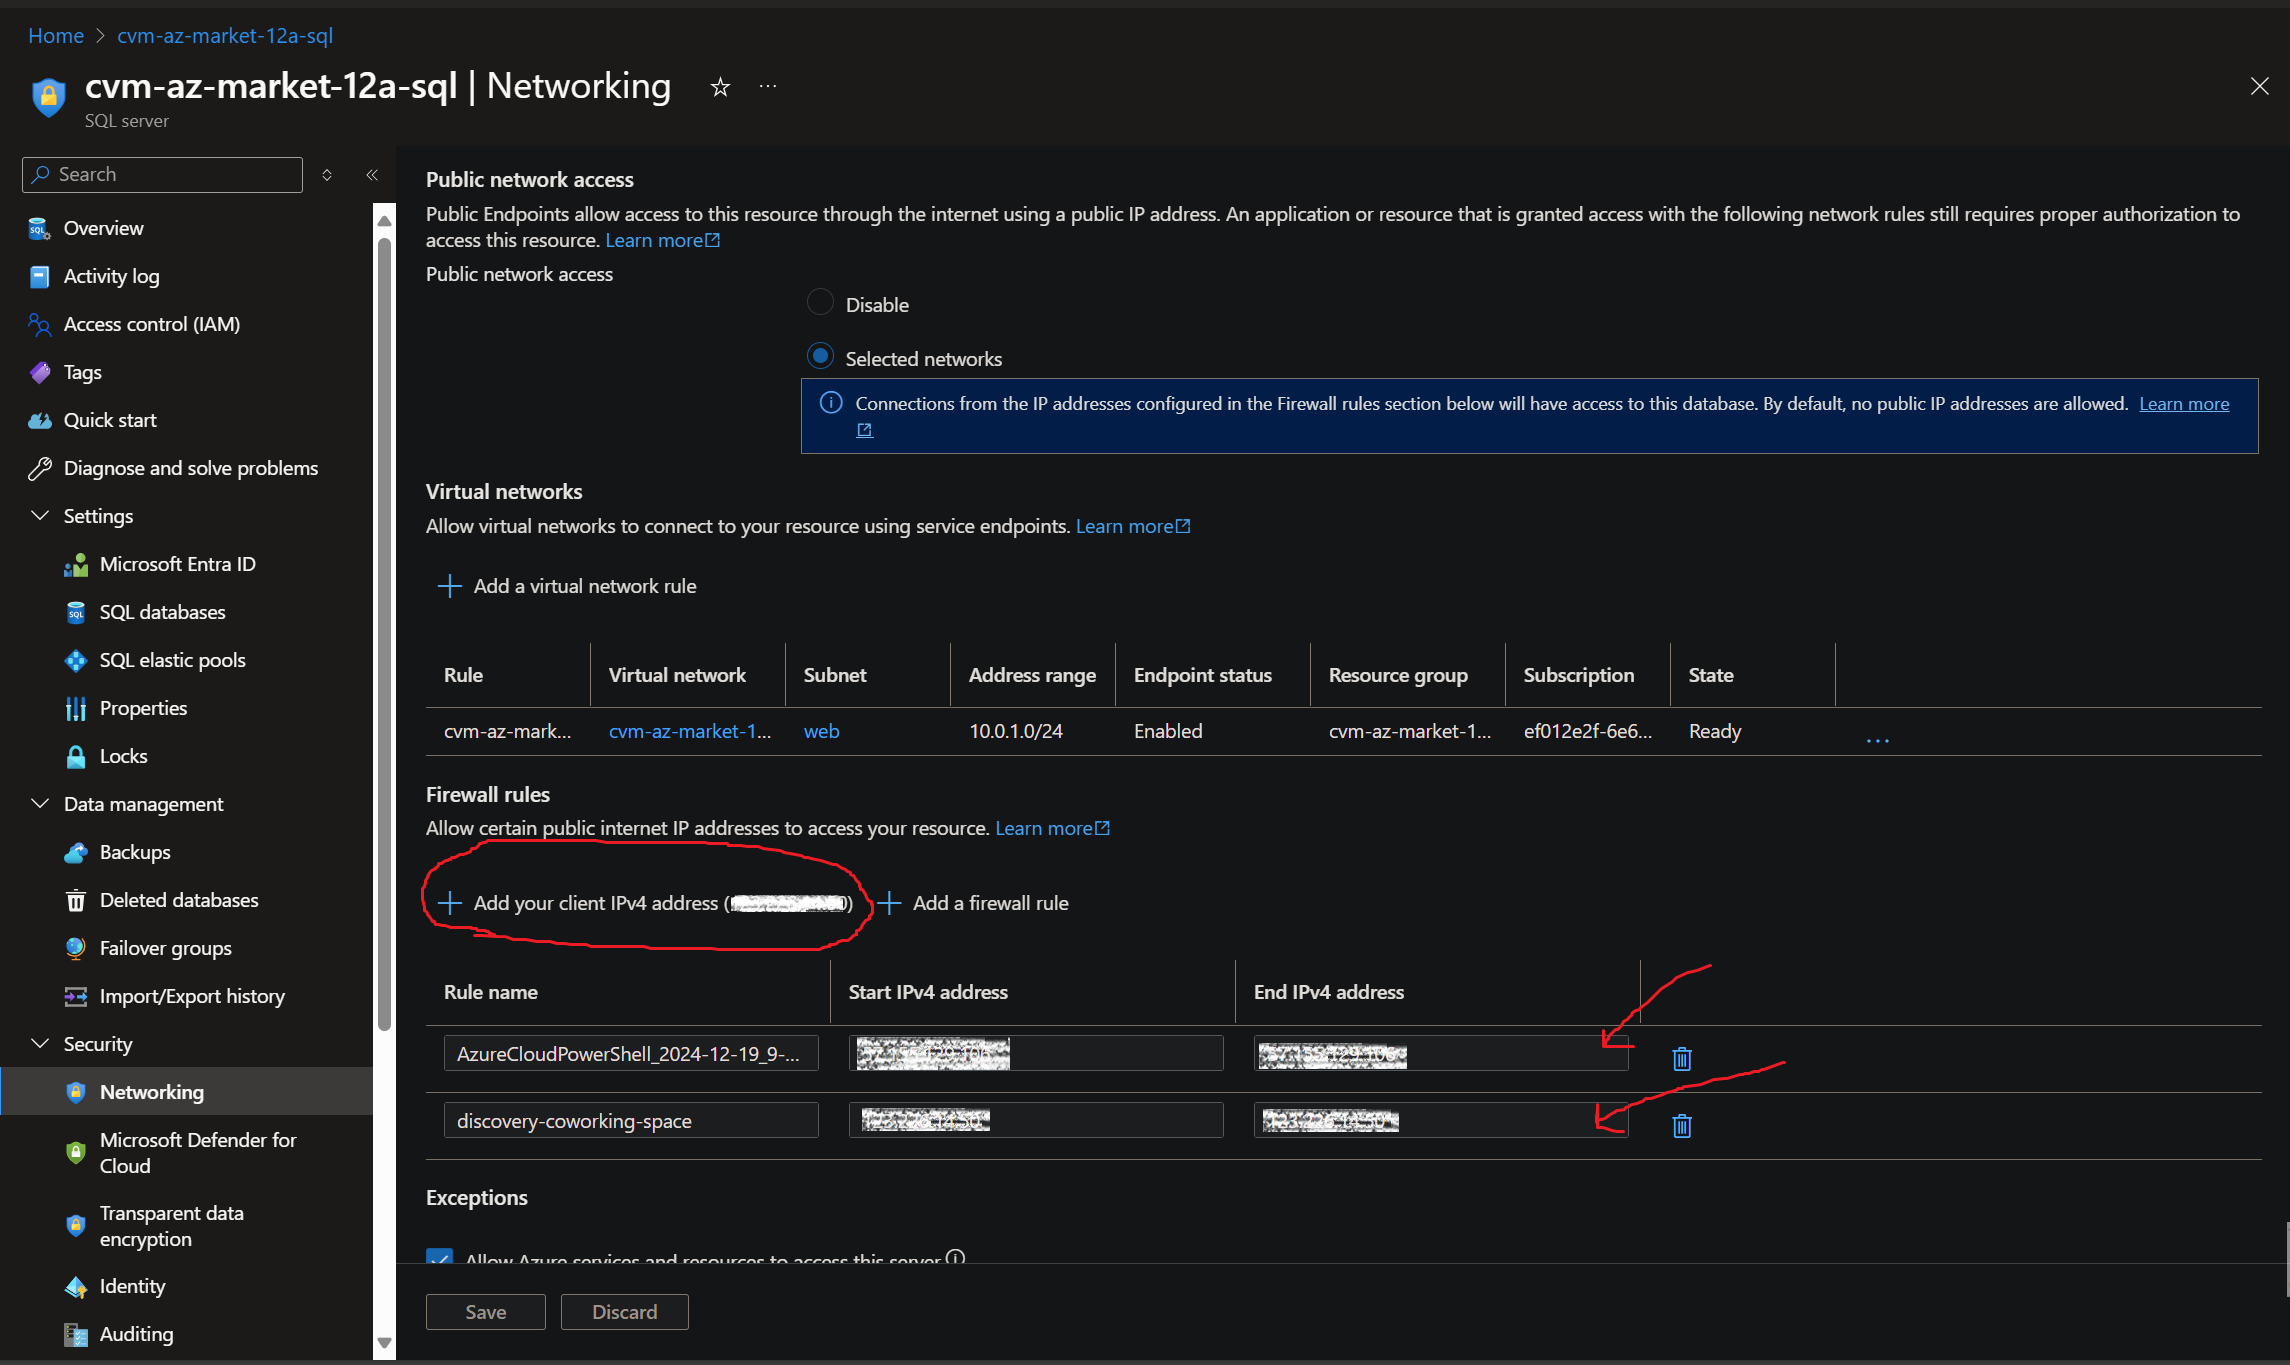 Home > cvm-az-market-12a-sql
cvm-az-market-12a-sql | Networking
SQL server
Search
Overview
Activity log
Access control (IAM)
Tags
Quick start
Diagnose and solve problems
Settings
Microsoft Entra ID
SQL databases
SQL elastic pools
Properties
Locks
Data management
Backups
Deleted databases
Failover groups
Import/Export history
Security
Networking
Microsoft Defender for
Cloud
Transparent data
encryption
Identity
Auditing
Public network access
Public Endpoints allow access to this resource through the internet using a public IP address. An application or resource that is granted access with the following network rules still requires proper authorization to
access this resource. Learn more
Public network access
Disable
Selected networks
Connections from the IP addresses configured in the Firewall rules section below will have access to this database. By default, no public IP addresses are allowed. Learn more
Virtual networks
Allow virtual networks to connect to your resource using service endpoints. Learn more
Add a virtual network rule
Rule Virtual network Subnet Address range Endpoint status Resource group Subscription State
cvm-az-mark... cvm-az-market-1... web 10.0.1.0/24 Enabled cvm-az-market-1... ef012e2f-6e6... Ready ...
Firewall rules
Allow certain public internet IP addresses to access your resource. Learn more
Add your client IPv4 address ( ) Add a firewall rule
Rule name Start IPv4 address End IPv4 address
AzureCloudPowerShell_2024-12-19_9-...
discovery-coworking-space
Exceptions
Allow Azure services and resources to access this server
Save Discard